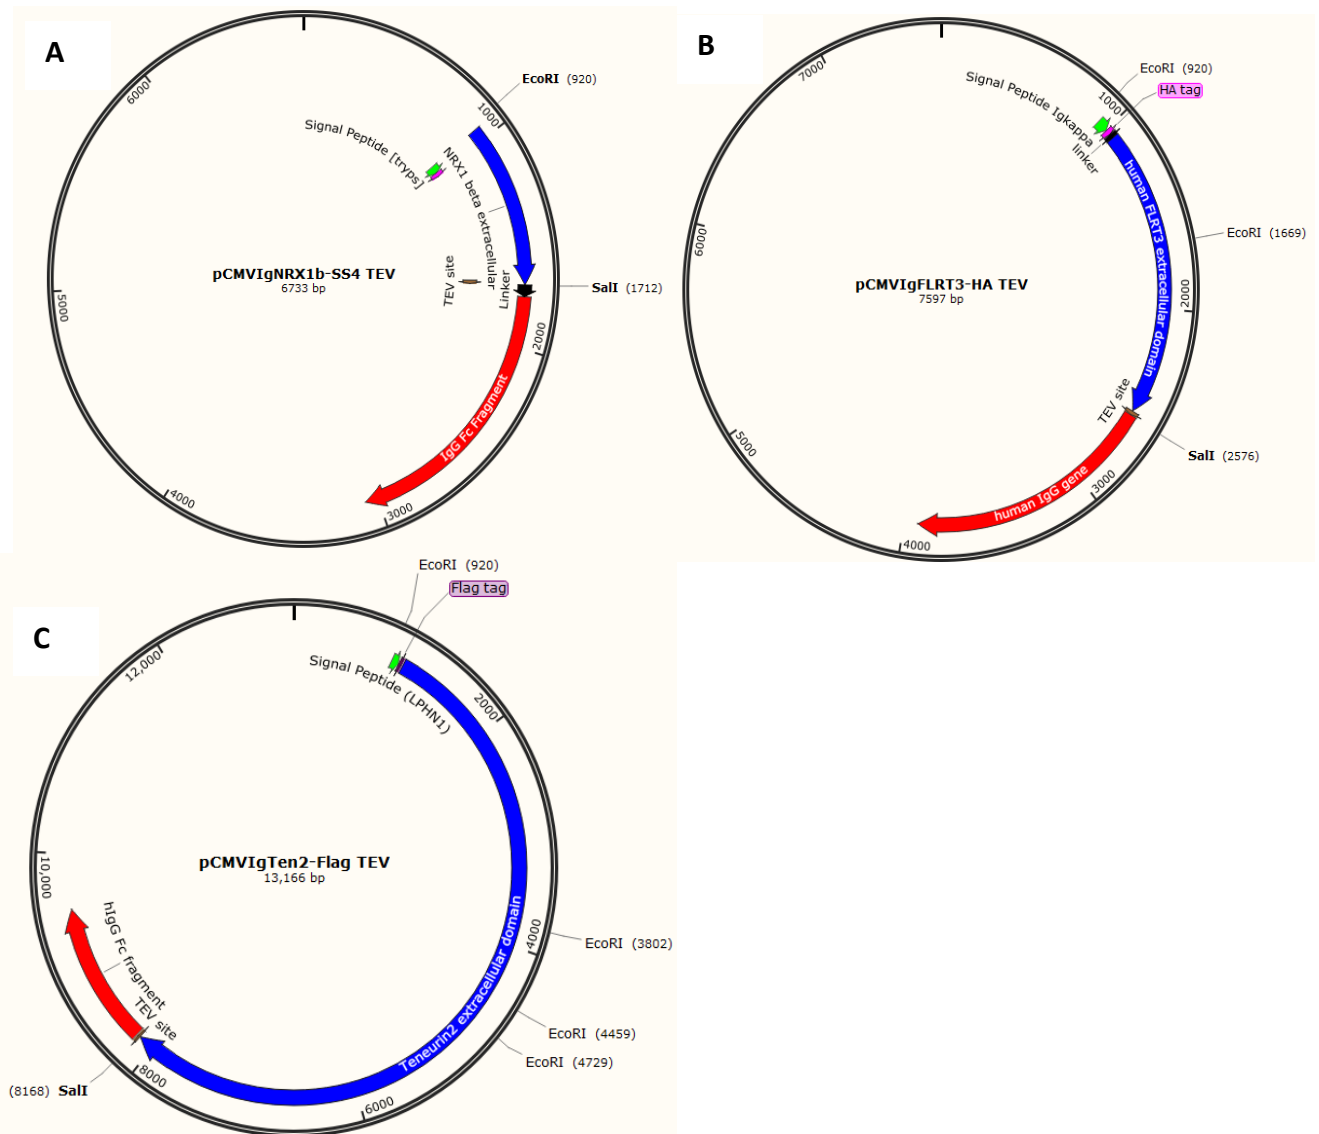 A
EcoRI (920)
1000
6000
Signal Peptide [tryps]
NRX1 beta extracellular
pCMVIgNRX1b-SS4 TEV
6733 bp
TEV site
Linker
SalI (1712)
5000
2000
IgG Fc Fragment
4000
3000
B
7000
EcoRI (920)
1000
HA tag
Signal Peptide Igkappa
linker
human FLRT3 extracellular domain
EcoRI (1669)
6000
pCMVIgFLRT3-HA TEV
7597 bp
2000
TEV site
5000
SalI (2576)
3000
human IgG gene
4000
C
EcoRI (920)
Flag tag
12,000
Signal Peptide (LPHN1)
2000
pCMVIgTen2-Flag TEV
13,166 bp
10,000
hIgG Fc fragment
4000
EcoRI (3802)
Teneurin2 extracellular domain
TEV site
EcoRI (4459)
EcoRI (4729)
(8168) SalI
8000
6000